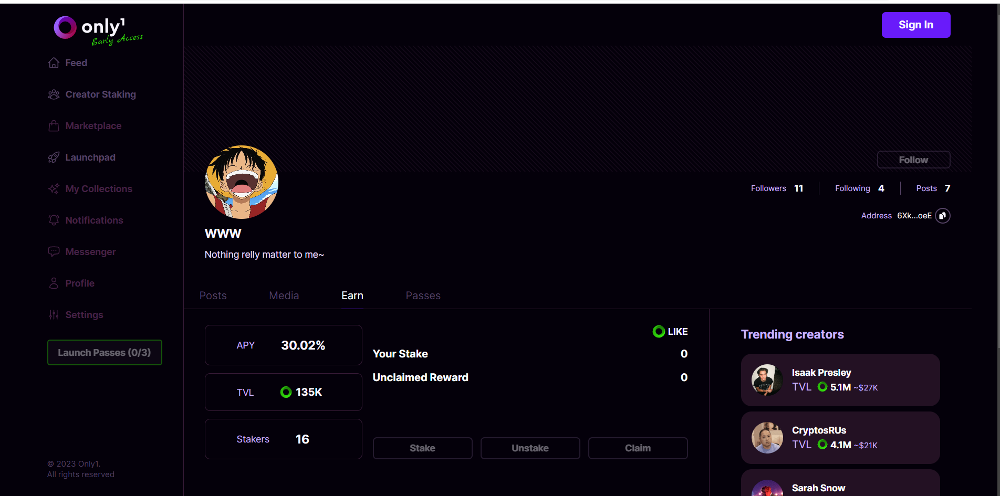 only1
Early Access
Sign In
Feed
Creator Staking
Marketplace
Launchpad
My Collections
Notifications
Messenger
Profile
Settings
Launch Passes (0/3)
© 2023 Only1.
All rights reserved
Follow
Followers 11 Following 4 Posts 7
Address 6Xk...oeE
WWW
Nothing relly matter to me~
Posts Media Earn Passes
APY 30.02%
TVL 135K
Stakers 16
LIKE
Your Stake 0
Unclaimed Reward 0
Stake Unstake Claim
Trending creators
Isaak Presley
TVL 5.1M ~$27K
CryptosRUs
TVL 4.1M ~$21K
Sarah Snow